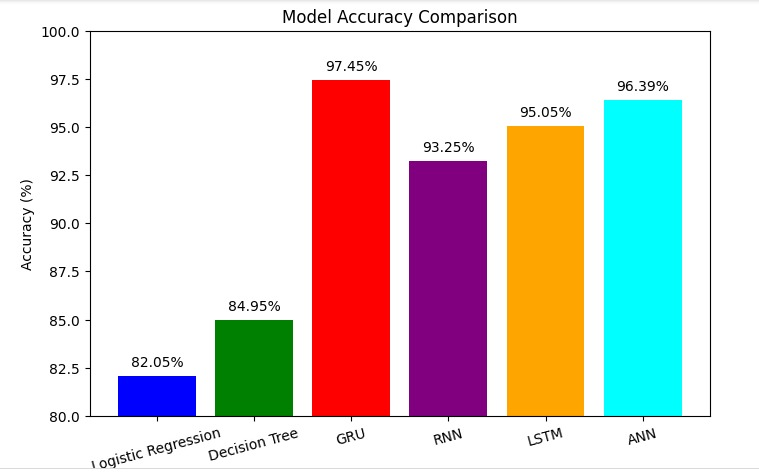 Model Accuracy Comparison
100.0
97.5
95.0
92.5
90.0
87.5
85.0
82.5
80.0
Accuracy (%)
82.05%
84.95%
97.45%
93.25%
95.05%
96.39%
Logistic Regression
Decision Tree
GRU
RNN
LSTM
ANN